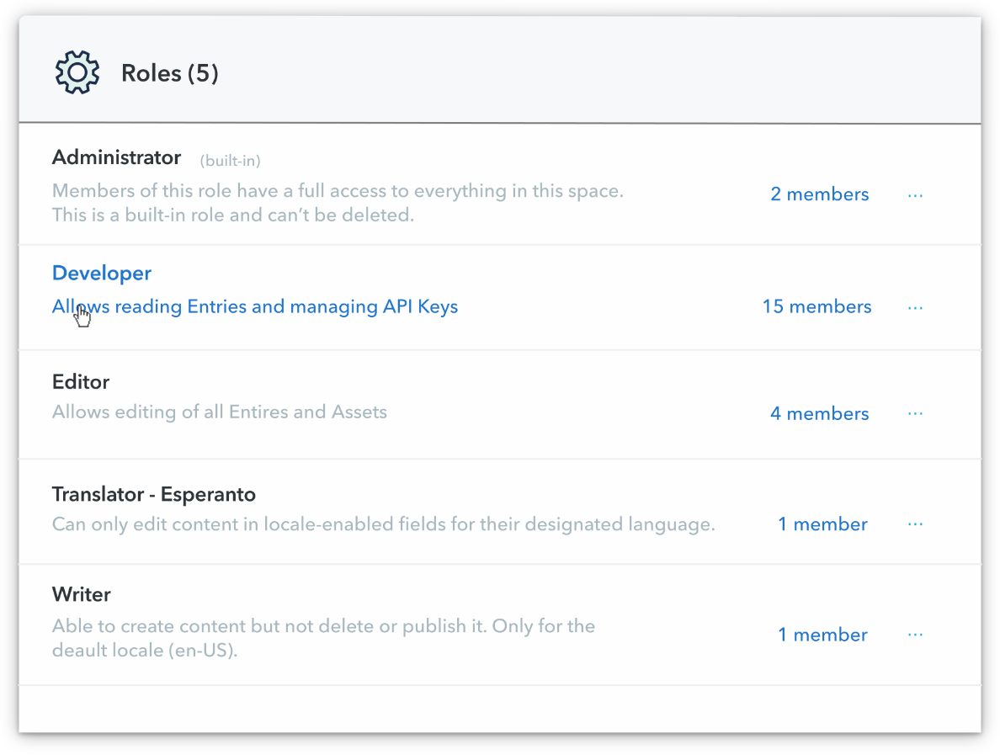 Roles (5)
Administrator (built-in)
Members of this role have a full access to everything in this space.
This is a built-in role and can’t be deleted.
2 members ...
Developer
Allows reading Entries and managing API Keys
15 members ...
Editor
Allows editing of all Entires and Assets
4 members ...
Translator - Esperanto
Can only edit content in locale-enabled fields for their designated language.
1 member ...
Writer
Able to create content but not delete or publish it. Only for the
deault locale (en-US).
1 member ...